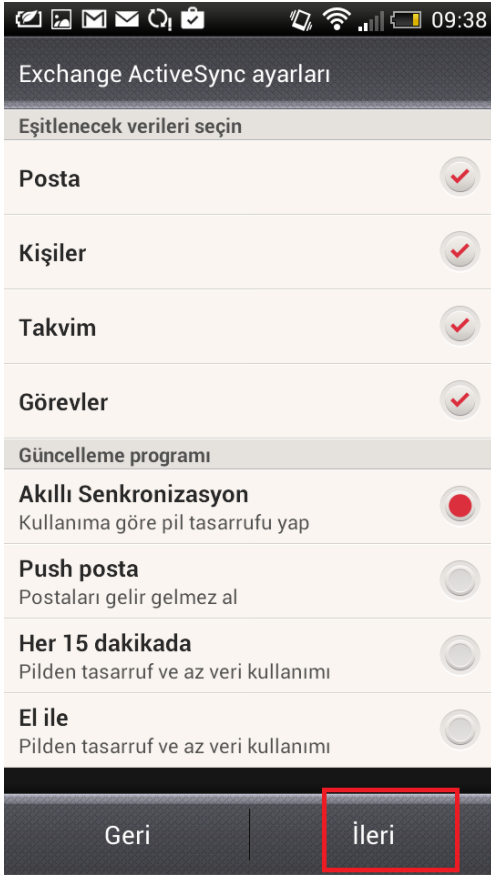 09:38
Exchange ActiveSync ayarları
Eşitlenecek verileri seçin
Posta
Kişiler
Takvim
Görevler
Güncelleme programı
Akıllı Senkronizasyon
Kullanıma göre pil tasarrufu yap
Push posta
Postaları gelir gelmez al
Her 15 dakikada
Pilden tasarruf ve az veri kullanımı
El ile
Pilden tasarruf ve az veri kullanımı
Geri İleri